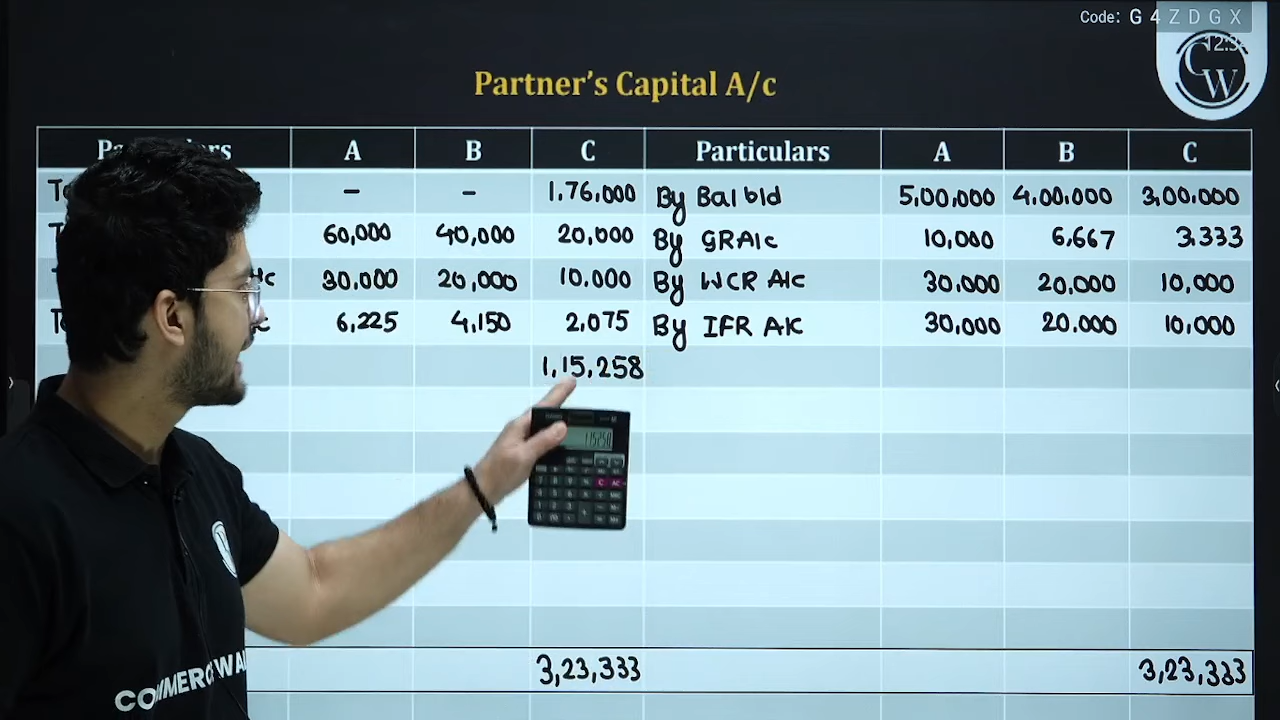 Code: G 4 Z D G X
CW
Partner's Capital A/c
A B C Particulars A B C
– – 1,76,000 By Bal b/d 5,00,000 4,00,000 3,00,000
60,000 40,000 20,000 By GR A/c 10,000 6,667 3,333
30,000 20,000 10,000 By WCR A/c 30,000 20,000 10,000
6,225 4,150 2,075 By IFR A/c 30,000 20,000 10,000
1,15,258
3,23,333 3,23,333